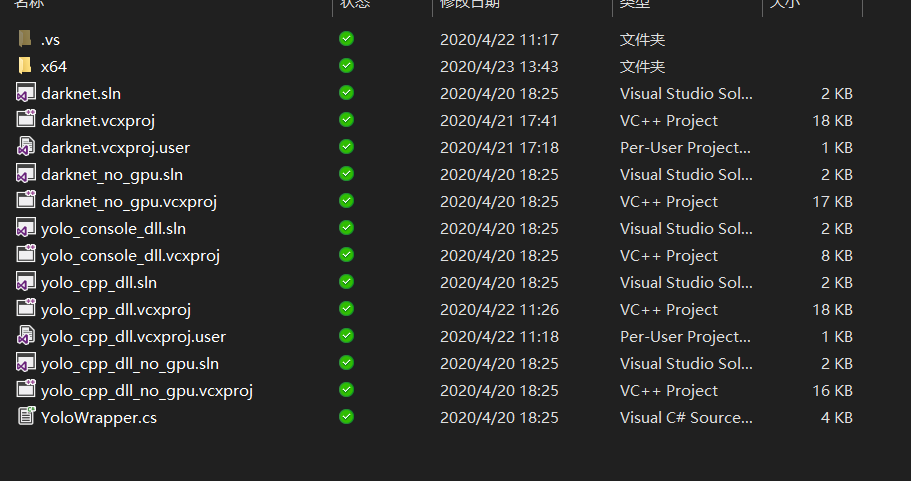 名称 状态 修改日期 类型 大小
.vs 2020/4/22 11:17 文件夹
x64 2020/4/23 13:43 文件夹
darknet.sln 2020/4/20 18:25 Visual Studio Sol... 2 KB
darknet.vcxproj 2020/4/21 17:41 VC++ Project 18 KB
darknet.vcxproj.user 2020/4/21 17:18 Per-User Project... 1 KB
darknet_no_gpu.sln 2020/4/20 18:25 Visual Studio Sol... 2 KB
darknet_no_gpu.vcxproj 2020/4/20 18:25 VC++ Project 17 KB
yolo_console_dll.sln 2020/4/20 18:25 Visual Studio Sol... 2 KB
yolo_console_dll.vcxproj 2020/4/20 18:25 VC++ Project 8 KB
yolo_cpp_dll.sln 2020/4/20 18:25 Visual Studio Sol... 2 KB
yolo_cpp_dll.vcxproj 2020/4/22 11:26 VC++ Project 18 KB
yolo_cpp_dll.vcxproj.user 2020/4/22 11:18 Per-User Project... 1 KB
yolo_cpp_dll_no_gpu.sln 2020/4/20 18:25 Visual Studio Sol... 2 KB
yolo_cpp_dll_no_gpu.vcxproj 2020/4/20 18:25 VC++ Project 16 KB
YoloWrapper.cs 2020/4/20 18:25 Visual C# Source... 4 KB